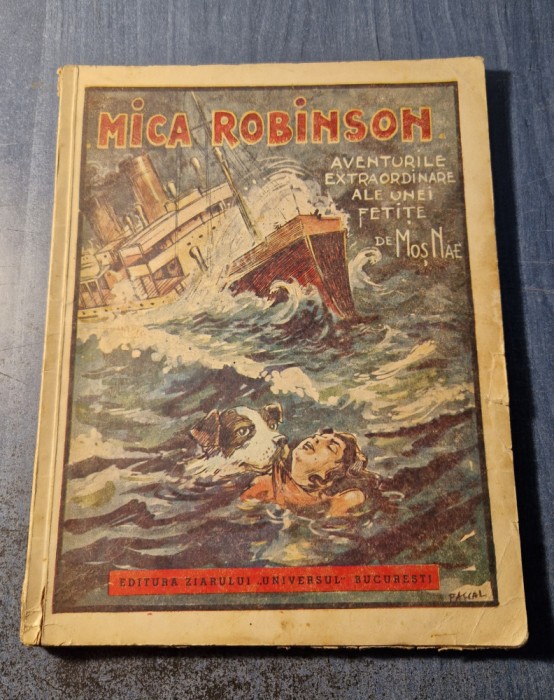 MICA ROBINSON
AVENTURILE
EXTRAORDINARE
ALE UNEI
FETIȚE
DE MOȘ NAE
EDITURA ZIARULUI „UNIVERSUL” BUCUREȘTI
PASCAL